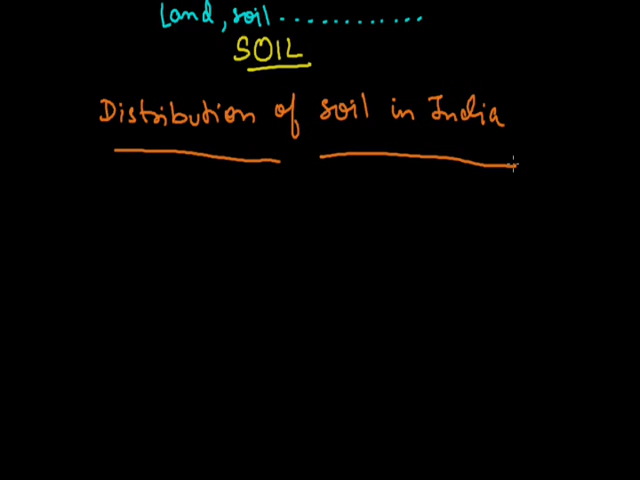 Land, soil .............
SOIL
Distribution of soil in India